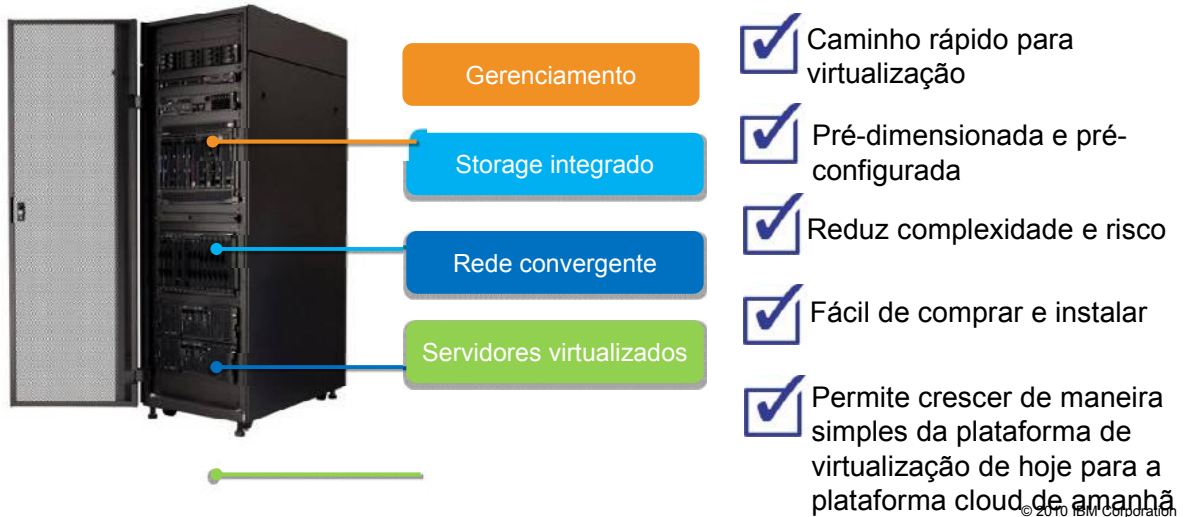 Gerenciamento
Storage integrado
Rede convergente
Servidores virtualizados
Caminho rápido para
virtualização
Pré-dimensionada e pré-
configurada
Reduz complexidade e risco
Fácil de comprar e instalar
Permite crescer de maneira
simples da plataforma de
virtualização de hoje para a
plataforma cloud de amanhã
© 2010 IBM Corporation